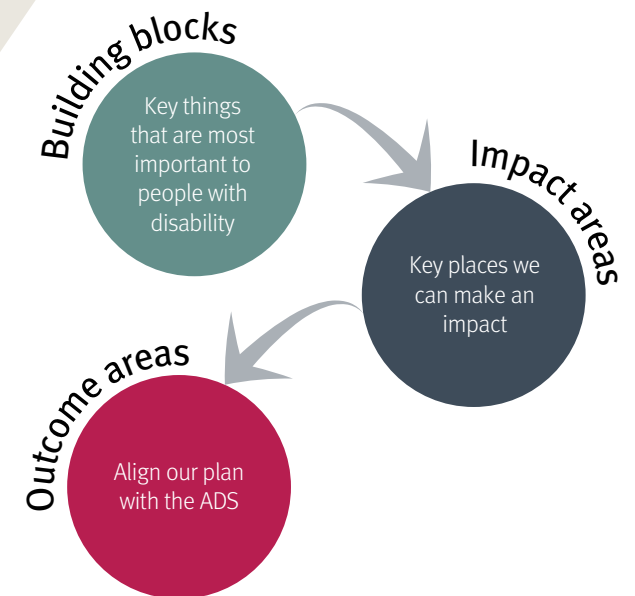 Building blocks
Key things
that are most
important to
people with
disability
Impact areas
Key places we
can make an
impact
Outcome areas
Align our plan
with the ADS